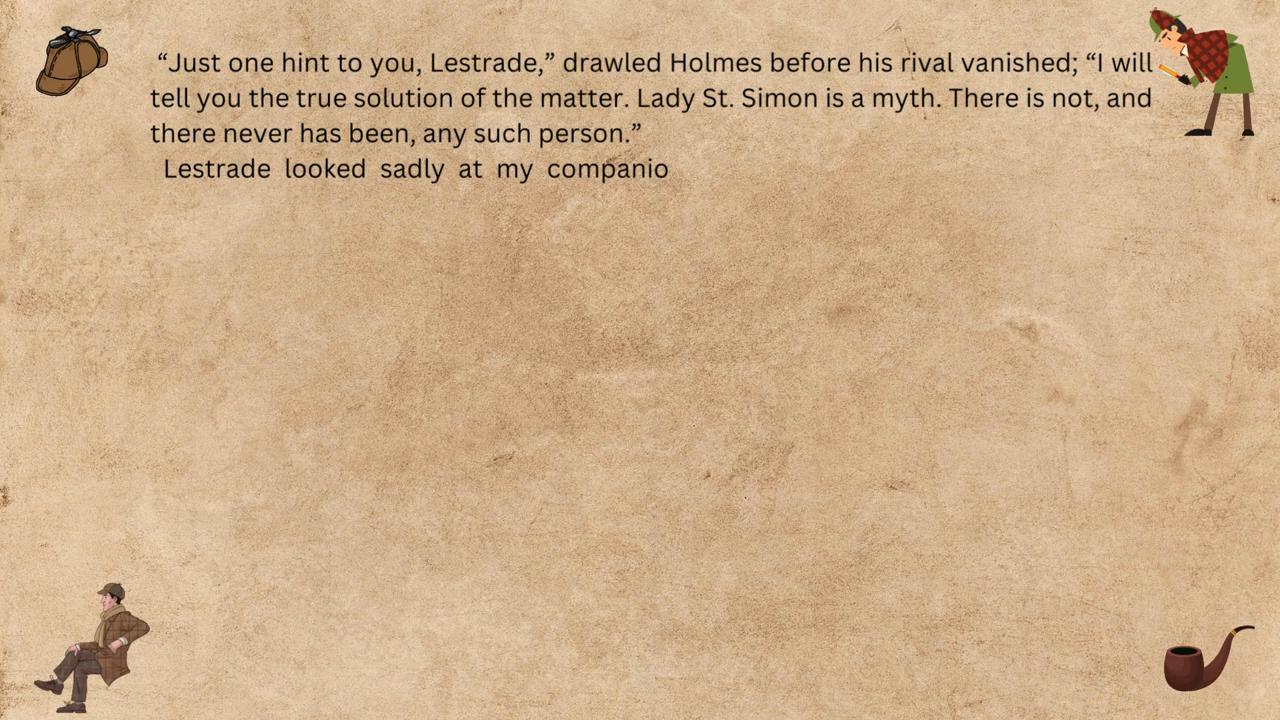 “Just one hint to you, Lestrade,” drawled Holmes before his rival vanished; “I will
tell you the true solution of the matter. Lady St. Simon is a myth. There is not, and
there never has been, any such person.”
Lestrade looked sadly at my companio